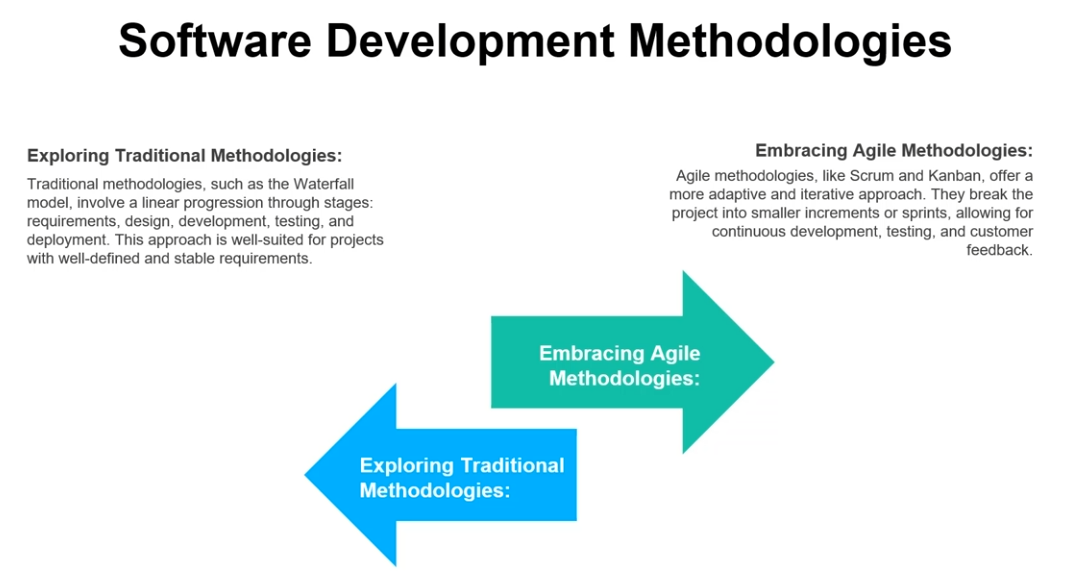 Software Development Methodologies
Exploring Traditional Methodologies:
Traditional methodologies, such as the Waterfall
model, involve a linear progression through stages:
requirements, design, development, testing, and
deployment. This approach is well-suited for projects
with well-defined and stable requirements.
Embracing Agile Methodologies:
Agile methodologies, like Scrum and Kanban, offer a
more adaptive and iterative approach. They break the
project into smaller increments or sprints, allowing for
continuous development, testing, and customer
feedback.
Embracing Agile
Methodologies:
Exploring Traditional
Methodologies: